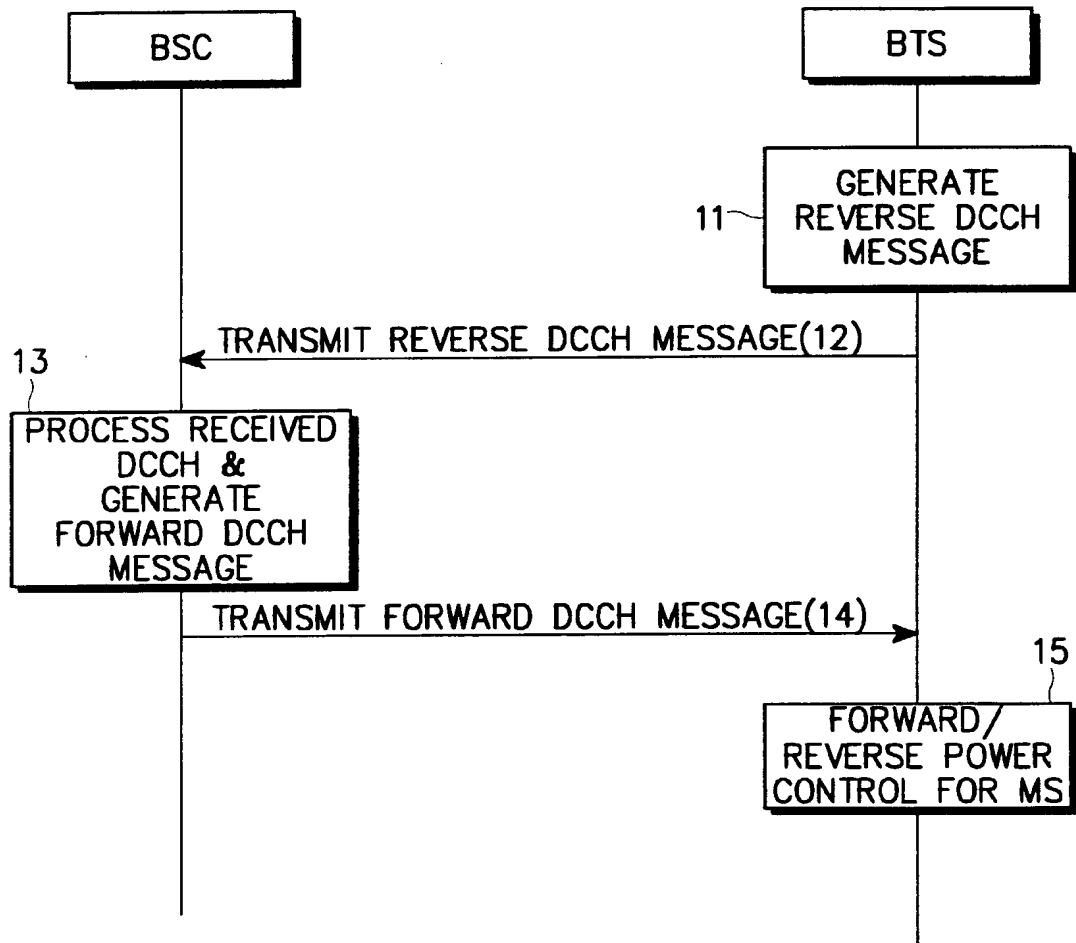 BSC
BTS
11
GENERATE
REVERSE DCCH
MESSAGE
TRANSMIT REVERSE DCCH MESSAGE(12)
13
PROCESS RECEIVED
DCCH &
GENERATE
FORWARD DCCH
MESSAGE
TRANSMIT FORWARD DCCH MESSAGE(14)
15
FORWARD/
REVERSE POWER
CONTROL FOR MS